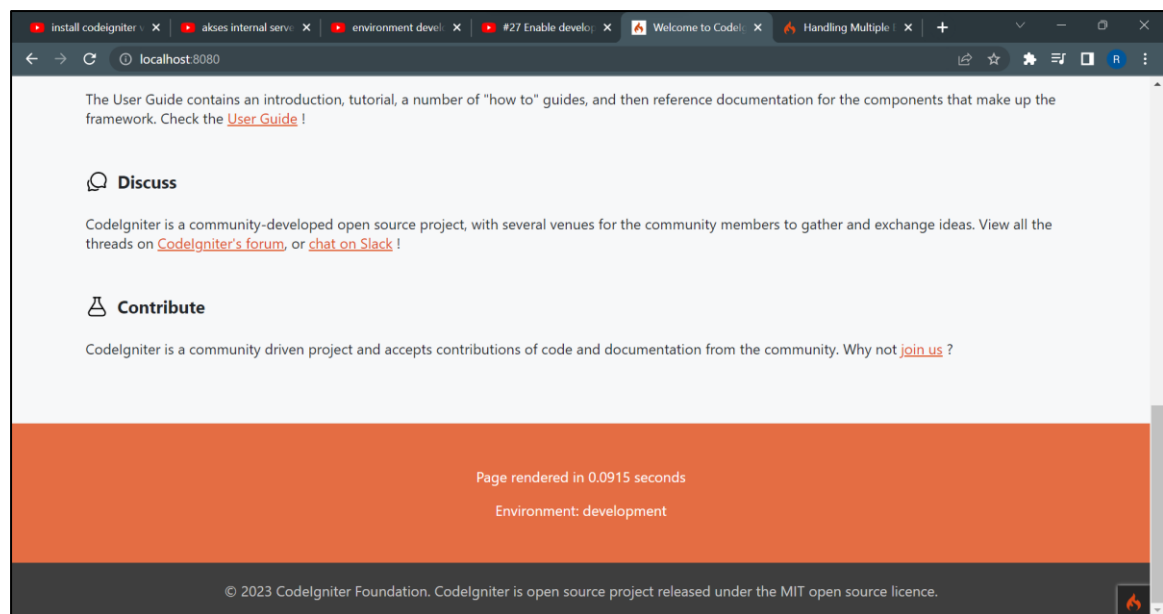 install codeigniter v
akses internal serve
environment devel
#27 Enable develop
Welcome to CodeIg
Handling Multiple E
localhost:8080
R
The User Guide contains an introduction, tutorial, a number of "how to" guides, and then reference documentation for the components that make up the
framework. Check the User Guide !
Discuss
CodeIgniter is a community-developed open source project, with several venues for the community members to gather and exchange ideas. View all the
threads on CodeIgniter's forum, or chat on Slack !
Contribute
CodeIgniter is a community driven project and accepts contributions of code and documentation from the community. Why not join us ?
Page rendered in 0.0915 seconds
Environment: development
© 2023 CodeIgniter Foundation. CodeIgniter is open source project released under the MIT open source licence.